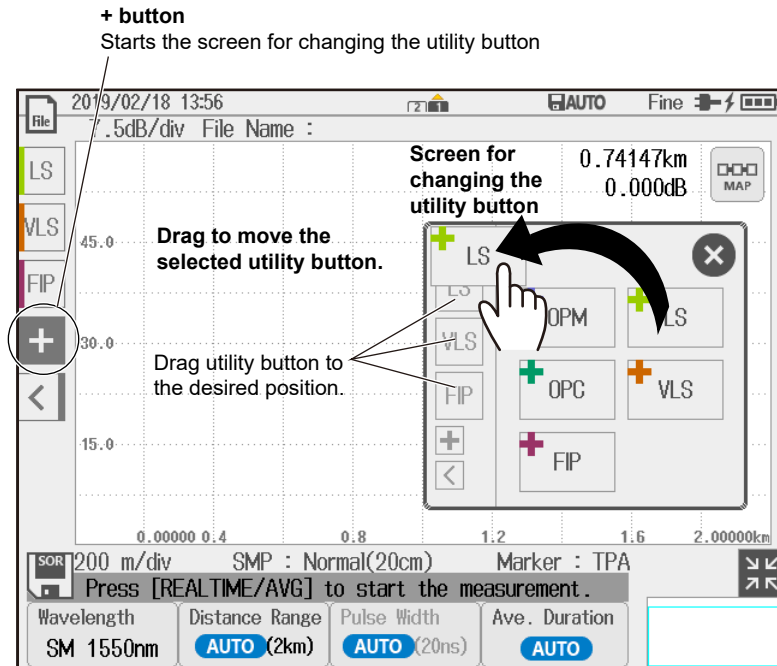 + button
Starts the screen for changing the utility button
File
2019/02/18 13:56
2 1
AUTO
Fine
7.5dB/div File Name :
LS
VLS
FIP
+
<
Screen for
changing the
utility button
0.74147km
0.000dB
MAP
Drag to move the
selected utility button.
Drag utility button to
the desired position.
45.0
30.0
15.0
LS
LS
VLS
FIP
+
<
OPM
LS
OPC
VLS
FIP
0.00000 0.4 0.8 1.2 1.6 2.00000km
SOR
200 m/div SMP : Normal(20cm) Marker : TPA
Press [REALTIME/AVG] to start the measurement.
Wavelength
SM 1550nm
Distance Range
AUTO (2km)
Pulse Width
AUTO (20ns)
Ave. Duration
AUTO